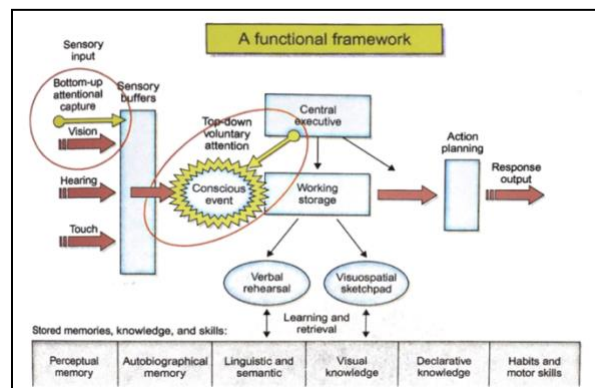 A functional framework
Sensory
input
Bottom-up
attentional
capture
Vision
Hearing
Touch
Sensory
buffers
Top-down
voluntary
attention
Conscious
event
Central
executive
Working
storage
Action
planning
Response
output
Verbal
rehearsal
Visuospatial
sketchpad
Learning and
retrieval
Stored memories, knowledge, and skills:
Perceptual
memory
Autobiographical
memory
Linguistic and
semantic
Visual
knowledge
Declarative
knowledge
Habits and
motor skills